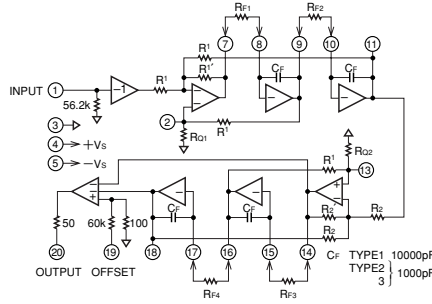 RF1
RF2
7
8
9
10
11
R1
CF
CF
R1'
INPUT
1
−1
R1
56.2k
−
−
−
2
RQ1
R1
3
4
+VS
5
−VS
RQ2
R1
13
−
−
+
−
−
+
−
R2
R2
CF
CF
R2
50
60k
100
20
19
18
17
16
15
14
OUTPUT
OFFSET
RF4
RF3
CF
TYPE1 10000pF
TYPE2
3
1000pF